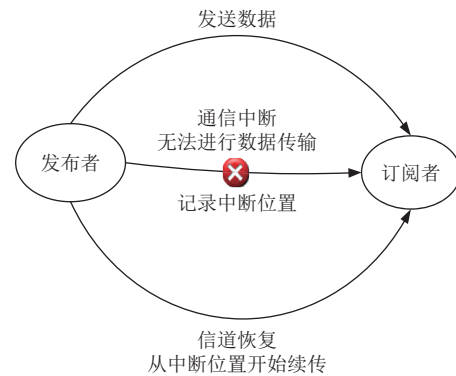 发送数据
通信中断
无法进行数据传输
发布者
订阅者
记录中断位置
信道恢复
从中断位置开始续传